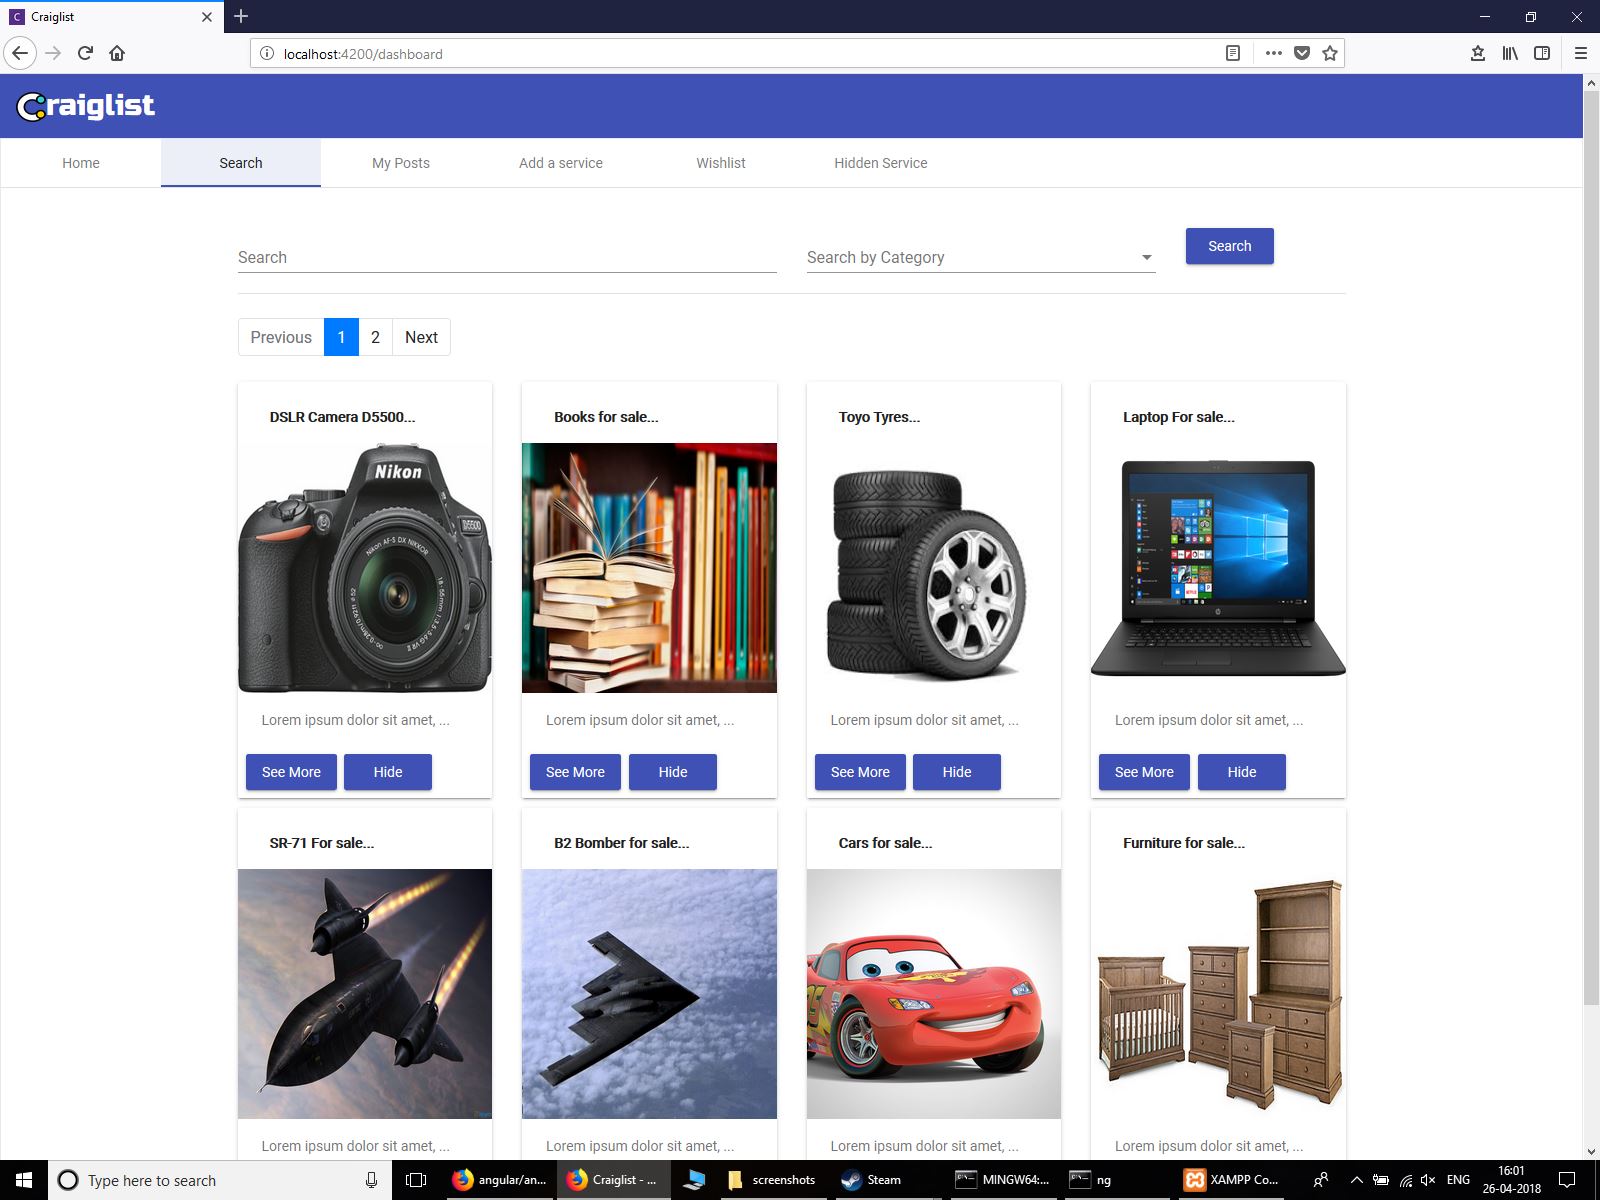 C Craiglist
localhost:4200/dashboard
Craiglist
Home Search My Posts Add a service Wishlist Hidden Service
Search Search by Category Search
Previous 1 2 Next
DSLR Camera D5500... Books for sale... Toyo Tyres... Laptop For sale...
Nikon
D5500
Nikon AF-S DX NIKKOR
Lorem ipsum dolor sit amet, ... Lorem ipsum dolor sit amet, ... Lorem ipsum dolor sit amet, ... Lorem ipsum dolor sit amet, ...
See More Hide See More Hide See More Hide See More Hide
SR-71 For sale... B2 Bomber for sale... Cars for sale... Furniture for sale...
Lorem ipsum dolor sit amet, ... Lorem ipsum dolor sit amet, ... Lorem ipsum dolor sit amet, ... Lorem ipsum dolor sit amet, ...
Type here to search angular/an... Craiglist - ... screenshots Steam MINGW64:... ng XAMPP Co... ENG 16:01
26-04-2018